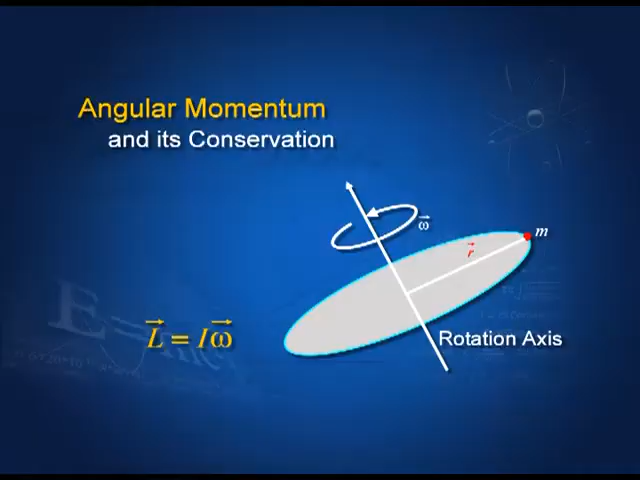 Angular Momentum
and its Conservation
ω⃗
m
r⃗
L⃗ = Iω⃗
Rotation Axis